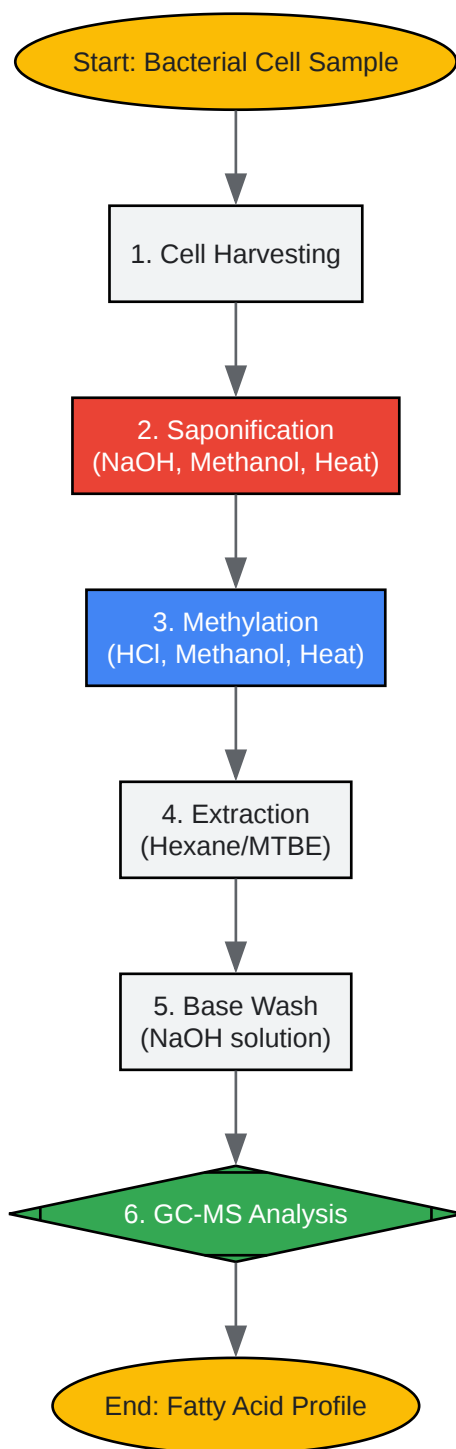 Start: Bacterial Cell Sample
1. Cell Harvesting
2. Saponification
(NaOH, Methanol, Heat)
3. Methylation
(HCl, Methanol, Heat)
4. Extraction
(Hexane/MTBE)
5. Base Wash
(NaOH solution)
6. GC-MS Analysis
End: Fatty Acid Profile